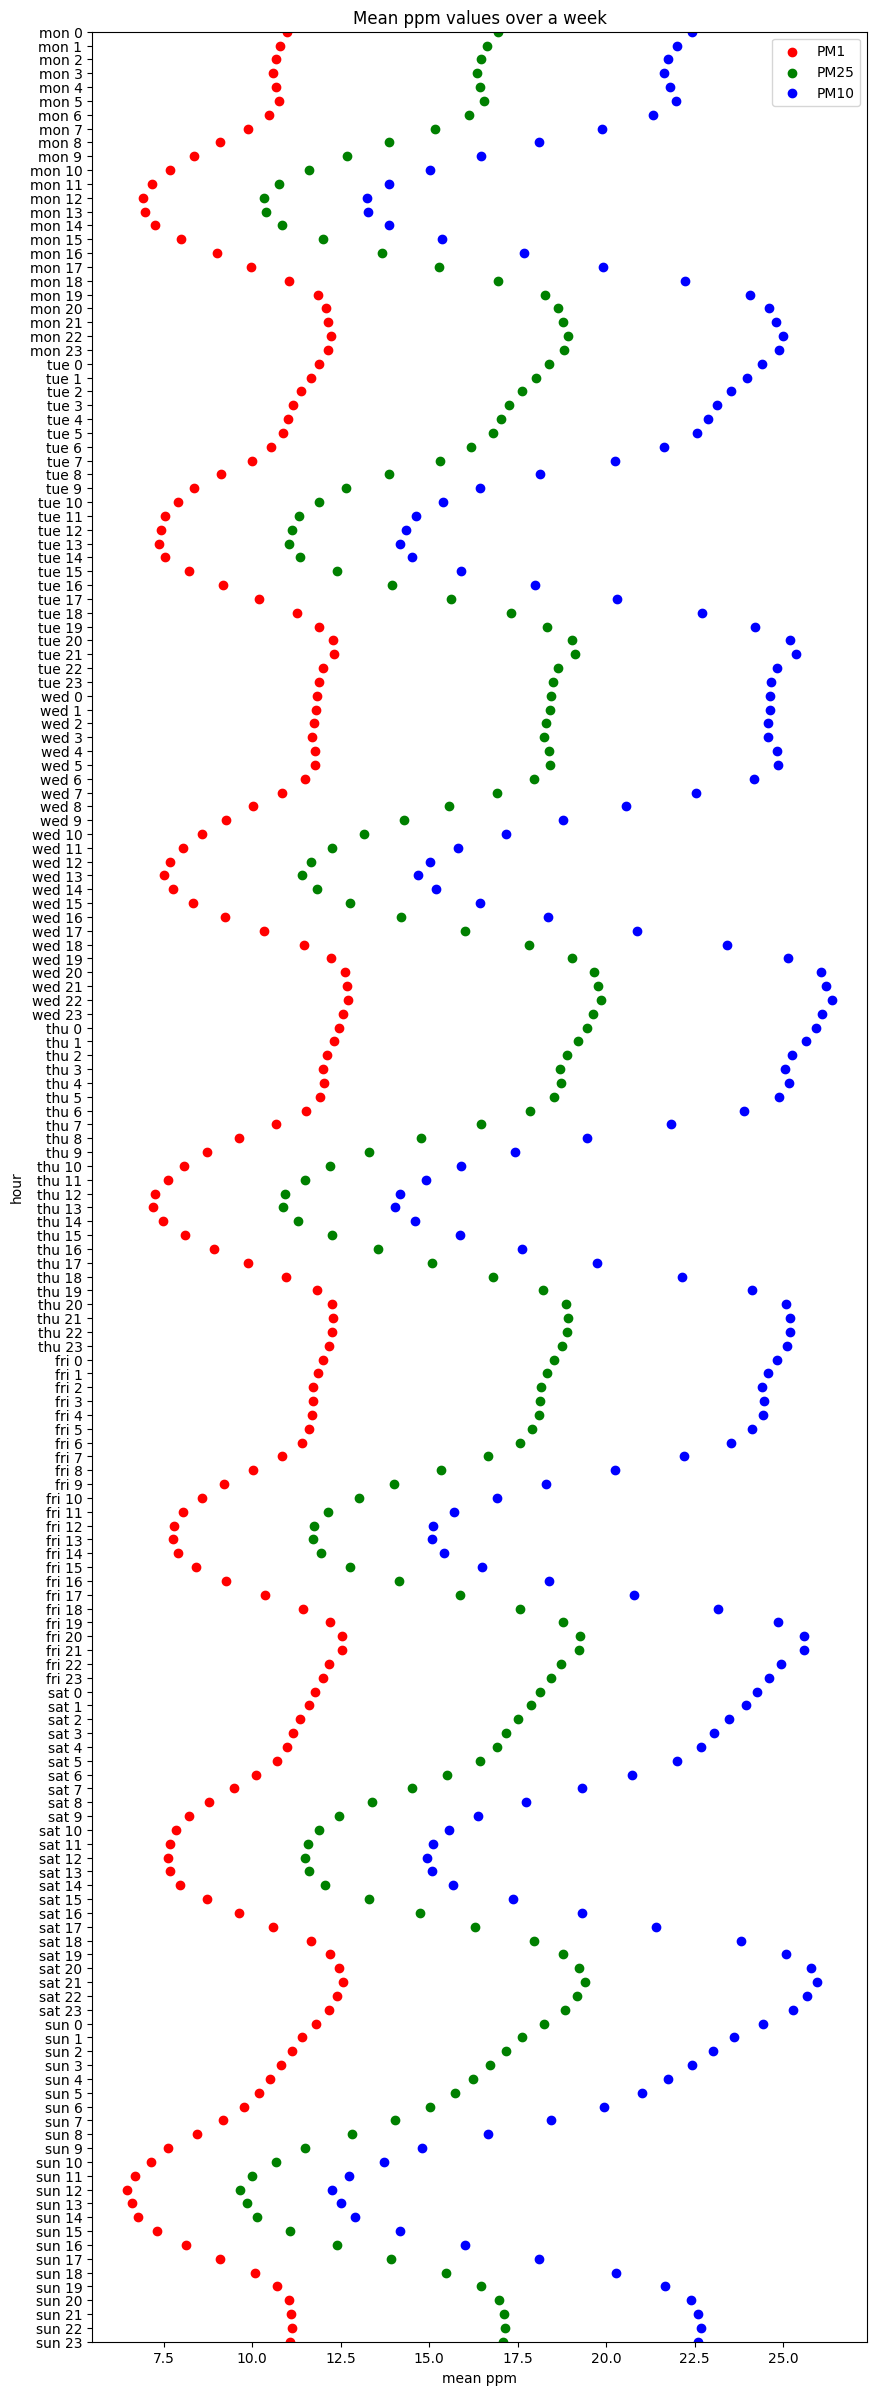 Mean ppm values over a week
PM1
PM25
PM10
mon 0
mon 1
mon 2
mon 3
mon 4
mon 5
mon 6
mon 7
mon 8
mon 9
mon 10
mon 11
mon 12
mon 13
mon 14
mon 15
mon 16
mon 17
mon 18
mon 19
mon 20
mon 21
mon 22
mon 23
tue 0
tue 1
tue 2
tue 3
tue 4
tue 5
tue 6
tue 7
tue 8
tue 9
tue 10
tue 11
tue 12
tue 13
tue 14
tue 15
tue 16
tue 17
tue 18
tue 19
tue 20
tue 21
tue 22
tue 23
wed 0
wed 1
wed 2
wed 3
wed 4
wed 5
wed 6
wed 7
wed 8
wed 9
wed 10
wed 11
wed 12
wed 13
wed 14
wed 15
wed 16
wed 17
wed 18
wed 19
wed 20
wed 21
wed 22
wed 23
thu 0
thu 1
thu 2
thu 3
thu 4
thu 5
thu 6
thu 7
thu 8
thu 9
thu 10
thu 11
thu 12
thu 13
thu 14
thu 15
thu 16
thu 17
thu 18
thu 19
thu 20
thu 21
thu 22
thu 23
fri 0
fri 1
fri 2
fri 3
fri 4
fri 5
fri 6
fri 7
fri 8
fri 9
fri 10
fri 11
fri 12
fri 13
fri 14
fri 15
fri 16
fri 17
fri 18
fri 19
fri 20
fri 21
fri 22
fri 23
sat 0
sat 1
sat 2
sat 3
sat 4
sat 5
sat 6
sat 7
sat 8
sat 9
sat 10
sat 11
sat 12
sat 13
sat 14
sat 15
sat 16
sat 17
sat 18
sat 19
sat 20
sat 21
sat 22
sat 23
sun 0
sun 1
sun 2
sun 3
sun 4
sun 5
sun 6
sun 7
sun 8
sun 9
sun 10
sun 11
sun 12
sun 13
sun 14
sun 15
sun 16
sun 17
sun 18
sun 19
sun 20
sun 21
sun 22
sun 23
hour
7.5 10.0 12.5 15.0 17.5 20.0 22.5 25.0
mean ppm